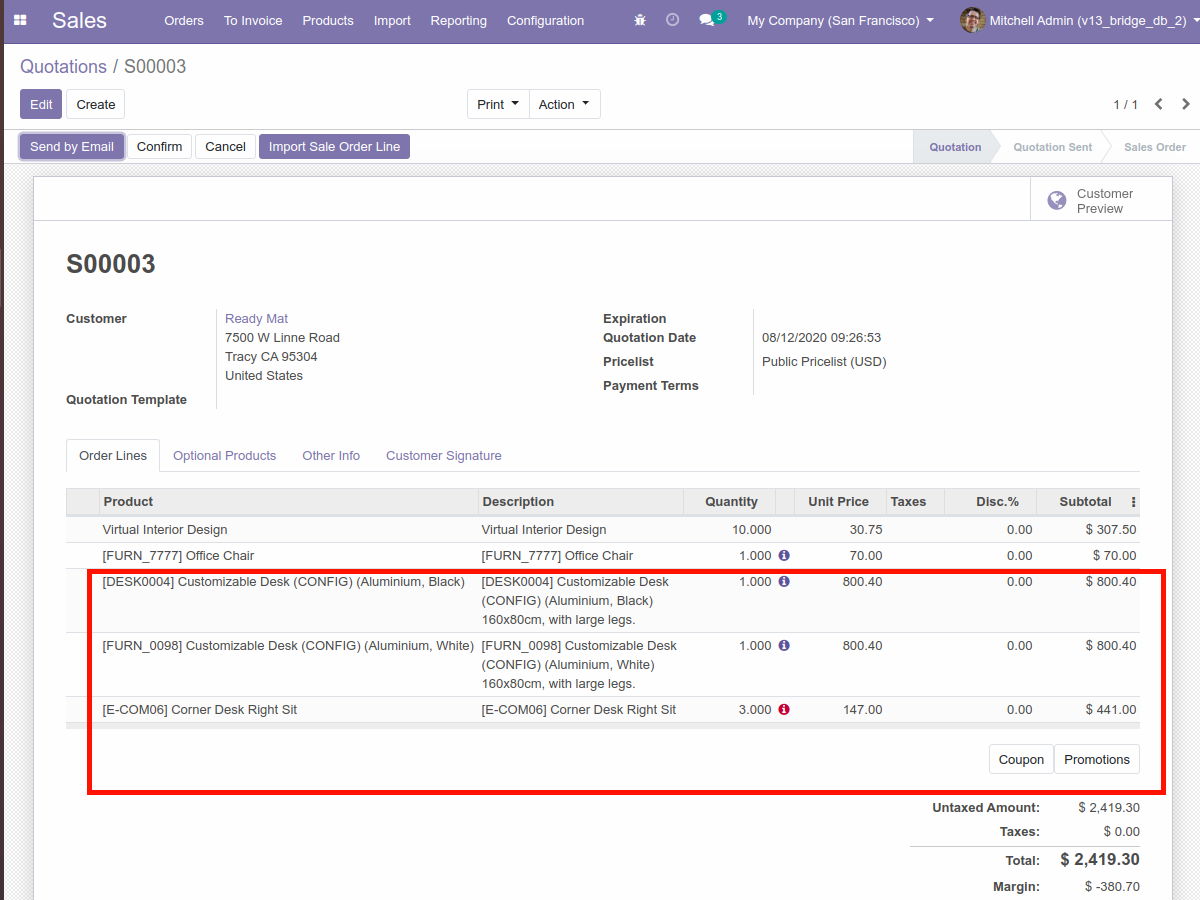 Sales Orders To Invoice Products Import Reporting Configuration 3 My Company (San Francisco) Mitchell Admin (v13_bridge_db_2)
Quotations / S00003
Edit Create Print Action 1 / 1
Send by Email Confirm Cancel Import Sale Order Line Quotation Quotation Sent Sales Order
Customer
Preview
S00003
Customer Ready Mat Expiration
7500 W Linne Road Quotation Date 08/12/2020 09:26:53
Tracy CA 95304 Pricelist Public Pricelist (USD)
United States
Payment Terms
Quotation Template
Order Lines Optional Products Other Info Customer Signature
Product Description Quantity Unit Price Taxes Disc.% Subtotal
Virtual Interior Design Virtual Interior Design 10.000 30.75 0.00 $ 307.50
[FURN_7777] Office Chair [FURN_7777] Office Chair 1.000 70.00 0.00 $ 70.00
[DESK0004] Customizable Desk (CONFIG) (Aluminium, Black) [DESK0004] Customizable Desk 1.000 800.40 0.00 $ 800.40
(CONFIG) (Aluminium, Black)
160x80cm, with large legs.
[FURN_0098] Customizable Desk (CONFIG) (Aluminium, White) [FURN_0098] Customizable Desk 1.000 800.40 0.00 $ 800.40
(CONFIG) (Aluminium, White)
160x80cm, with large legs.
[E-COM06] Corner Desk Right Sit [E-COM06] Corner Desk Right Sit 3.000 147.00 0.00 $ 441.00
Coupon Promotions
Untaxed Amount: $ 2,419.30
Taxes: $ 0.00
Total: $ 2,419.30
Margin: $ -380.70